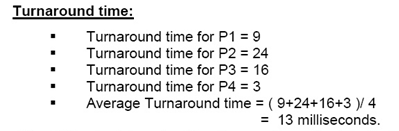 Turnaround time:
▪ Turnaround time for P1 = 9
▪ Turnaround time for P2 = 24
▪ Turnaround time for P3 = 16
▪ Turnaround time for P4 = 3
▪ Average Turnaround time = ( 9+24+16+3 )/ 4
= 13 milliseconds.